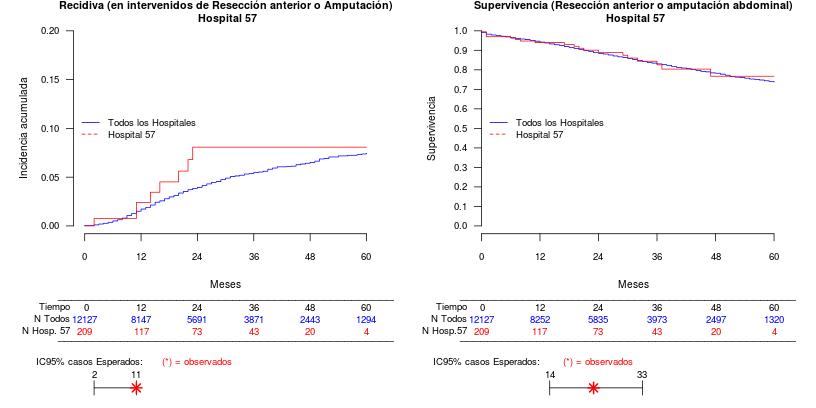 Recidiva (en intervenidos de Resección anterior o Amputación)
Hospital 57
0.20
0.15
0.10
0.05
0.00
Incidencia acumulada
Todos los Hospitales
Hospital 57
0 12 24 36 48 60
Meses
Tiempo 0 12 24 36 48 60
N Todos 12127 8147 5691 3871 2443 1294
N Hosp. 57 209 117 73 43 20 4
IC95% casos Esperados: (*) = observados
2 11
Supervivencia (Resección anterior o amputación abdominal)
Hospital 57
1.0
0.9
0.8
0.7
0.6
0.5
0.4
0.3
0.2
0.1
0.0
Supervivencia
Todos los Hospitales
Hospital 57
0 12 24 36 48 60
Meses
Tiempo 0 12 24 36 48 60
N Todos 12127 8252 5835 3973 2497 1320
N Hosp.57 209 117 73 43 20 4
IC95% casos Esperados: (*) = observados
14 33